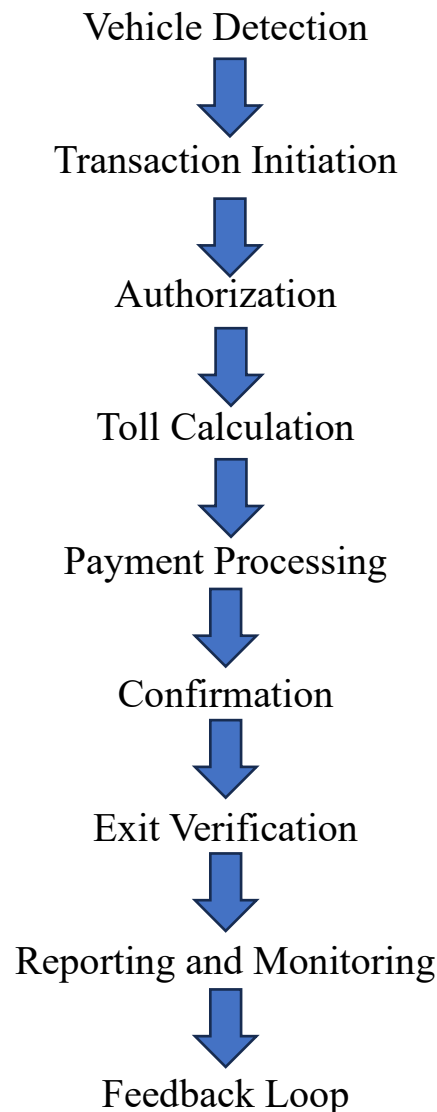 Vehicle Detection
Transaction Initiation
Authorization
Toll Calculation
Payment Processing
Confirmation
Exit Verification
Reporting and Monitoring
Feedback Loop